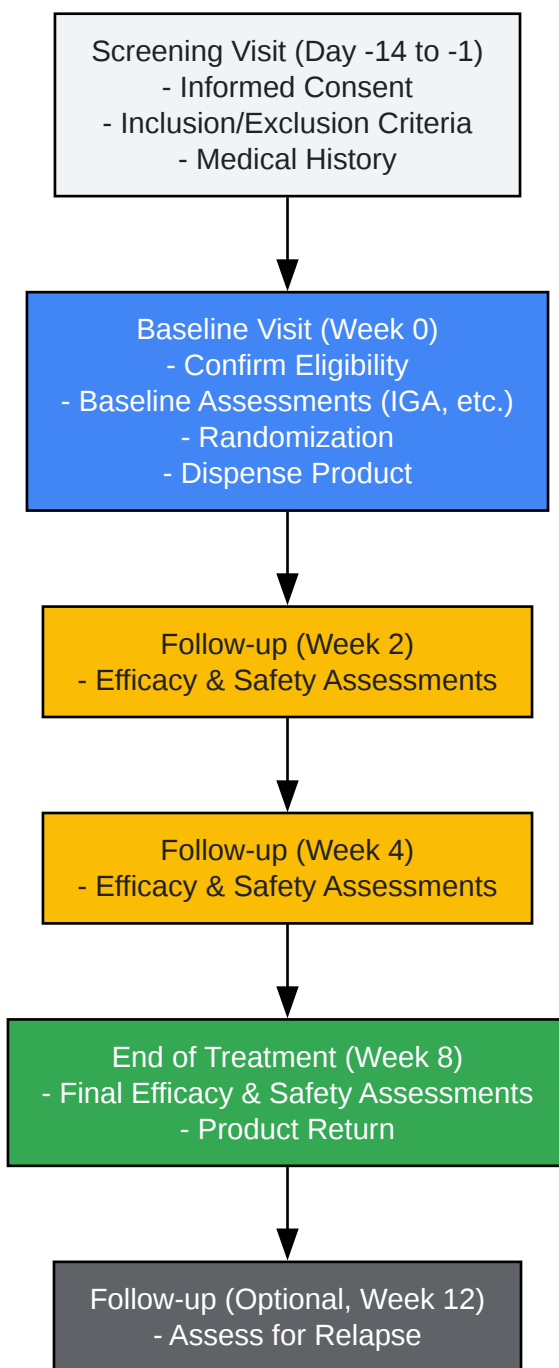 Screening Visit (Day -14 to -1)
- Informed Consent
- Inclusion/Exclusion Criteria
- Medical History
Baseline Visit (Week 0)
- Confirm Eligibility
- Baseline Assessments (IGA, etc.)
- Randomization
- Dispense Product
Follow-up (Week 2)
- Efficacy & Safety Assessments
Follow-up (Week 4)
- Efficacy & Safety Assessments
End of Treatment (Week 8)
- Final Efficacy & Safety Assessments
- Product Return
Follow-up (Optional, Week 12)
- Assess for Relapse